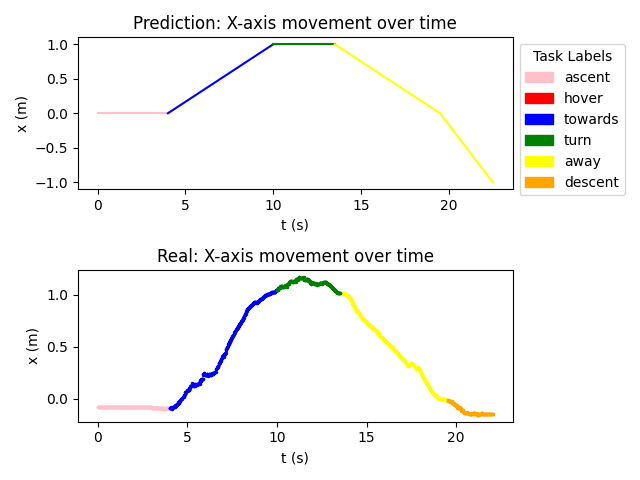 Prediction: X-axis movement over time
1.0
0.5
0.0
−0.5
−1.0
x (m)
0 5 10 15 20
t (s)
Task Labels
ascent
hover
towards
turn
away
descent
Real: X-axis movement over time
1.0
0.5
0.0
x (m)
0 5 10 15 20
t (s)